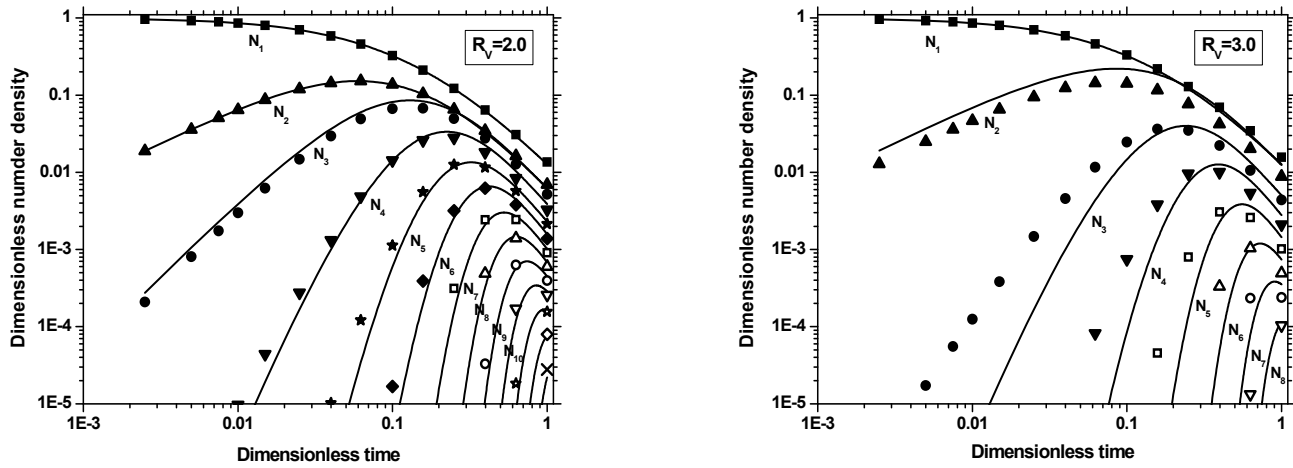 Dimensionless numder density
1
0.1
0.01
1E-3
1E-4
1E-5
R_V=2.0
N_1
N_2
N_3
N_4
N_5
N_6
N_7
N_8
N_9
N_10
1E-3 0.01 0.1 1
Dimensionless time
Dimensionless number density
1
0.1
0.01
1E-3
1E-4
1E-5
R_V=3.0
N_1
N_2
N_3
N_4
N_5
N_6
N_7
N_8
1E-3 0.01 0.1 1
Dimensionless time